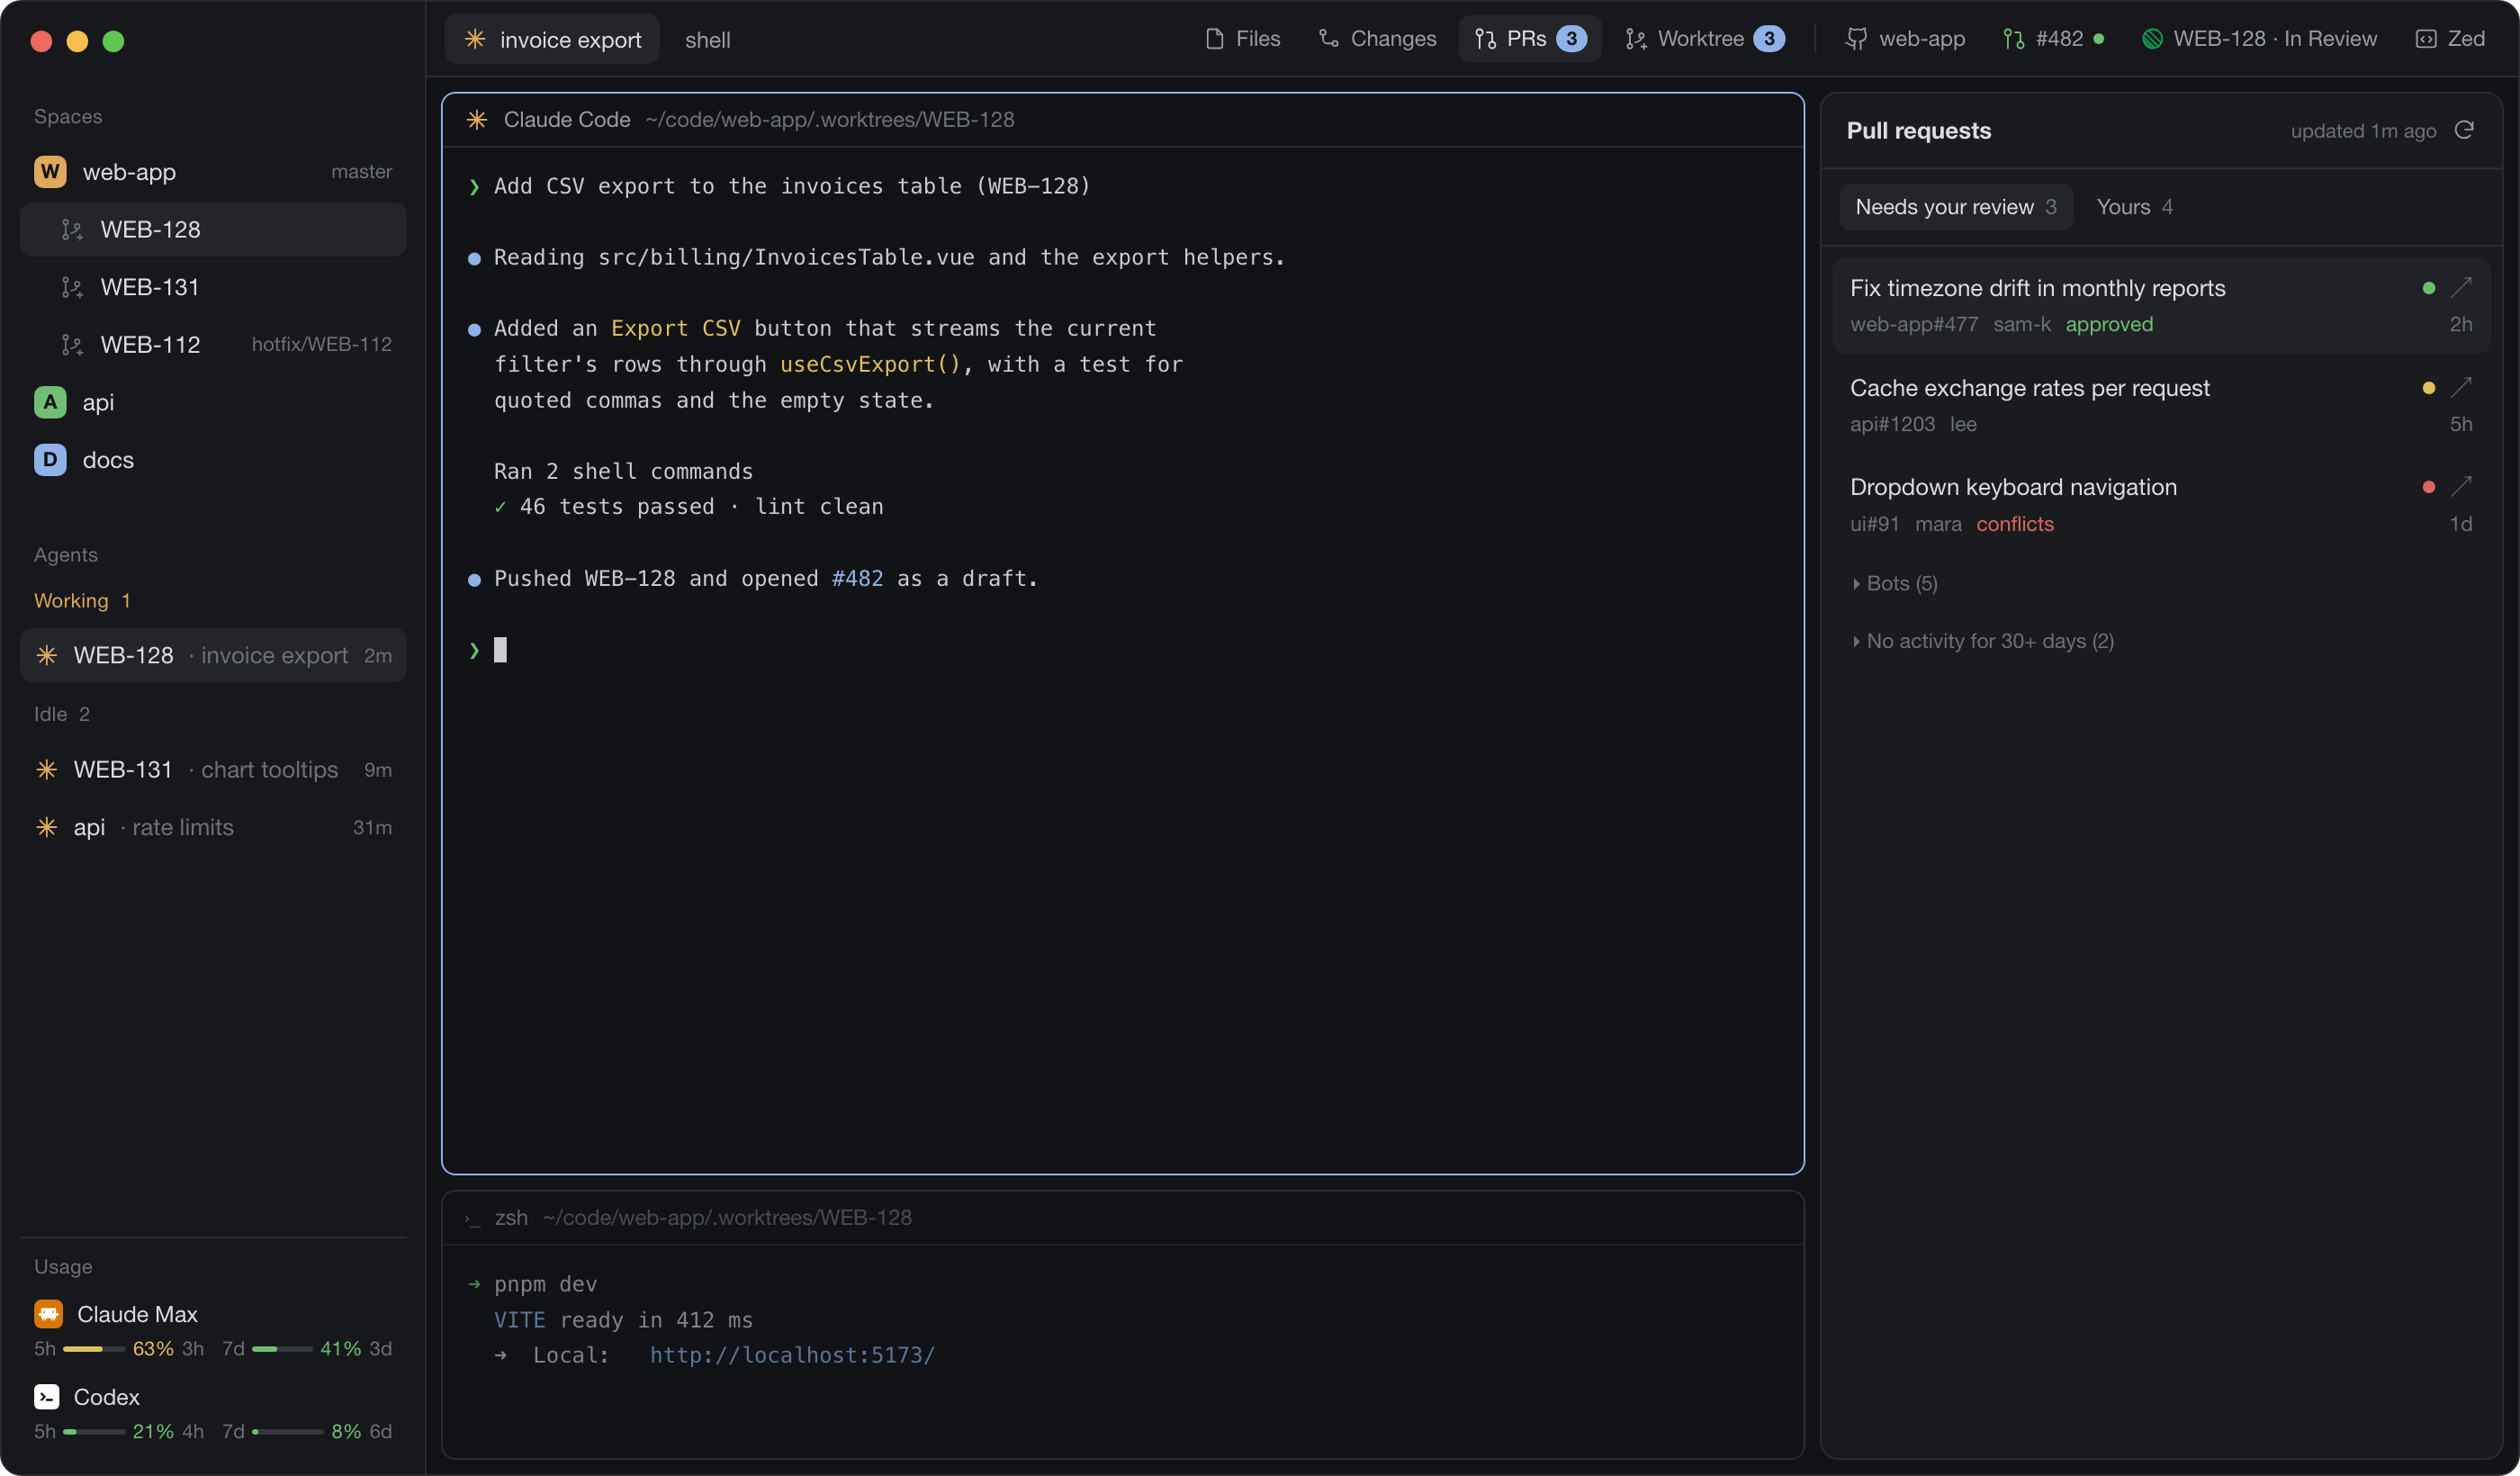 invoice export shell Files Changes PRs 3 Worktree 3 web-app #482 WEB-128 · In Review Zed
Spaces
W web-app master
WEB-128
WEB-131
WEB-112 hotfix/WEB-112
A api
D docs
Agents
Working 1
WEB-128 · invoice export 2m
Idle 2
WEB-131 · chart tooltips 9m
api · rate limits 31m
Usage
Claude Max
5h 63% 3h 7d 41% 3d
Codex
5h 21% 4h 7d 8% 6d
Claude Code ~/code/web-app/.worktrees/WEB-128
❯ Add CSV export to the invoices table (WEB-128)
● Reading src/billing/InvoicesTable.vue and the export helpers.
● Added an Export CSV button that streams the current
filter's rows through useCsvExport(), with a test for
quoted commas and the empty state.
Ran 2 shell commands
✓ 46 tests passed · lint clean
● Pushed WEB-128 and opened #482 as a draft.
❯
›_ zsh ~/code/web-app/.worktrees/WEB-128
→ pnpm dev
VITE ready in 412 ms
→ Local: http://localhost:5173/
Pull requests updated 1m ago
Needs your review 3 Yours 4
Fix timezone drift in monthly reports
web-app#477 sam-k approved 2h
Cache exchange rates per request
api#1203 lee 5h
Dropdown keyboard navigation
ui#91 mara conflicts 1d
Bots (5)
No activity for 30+ days (2)